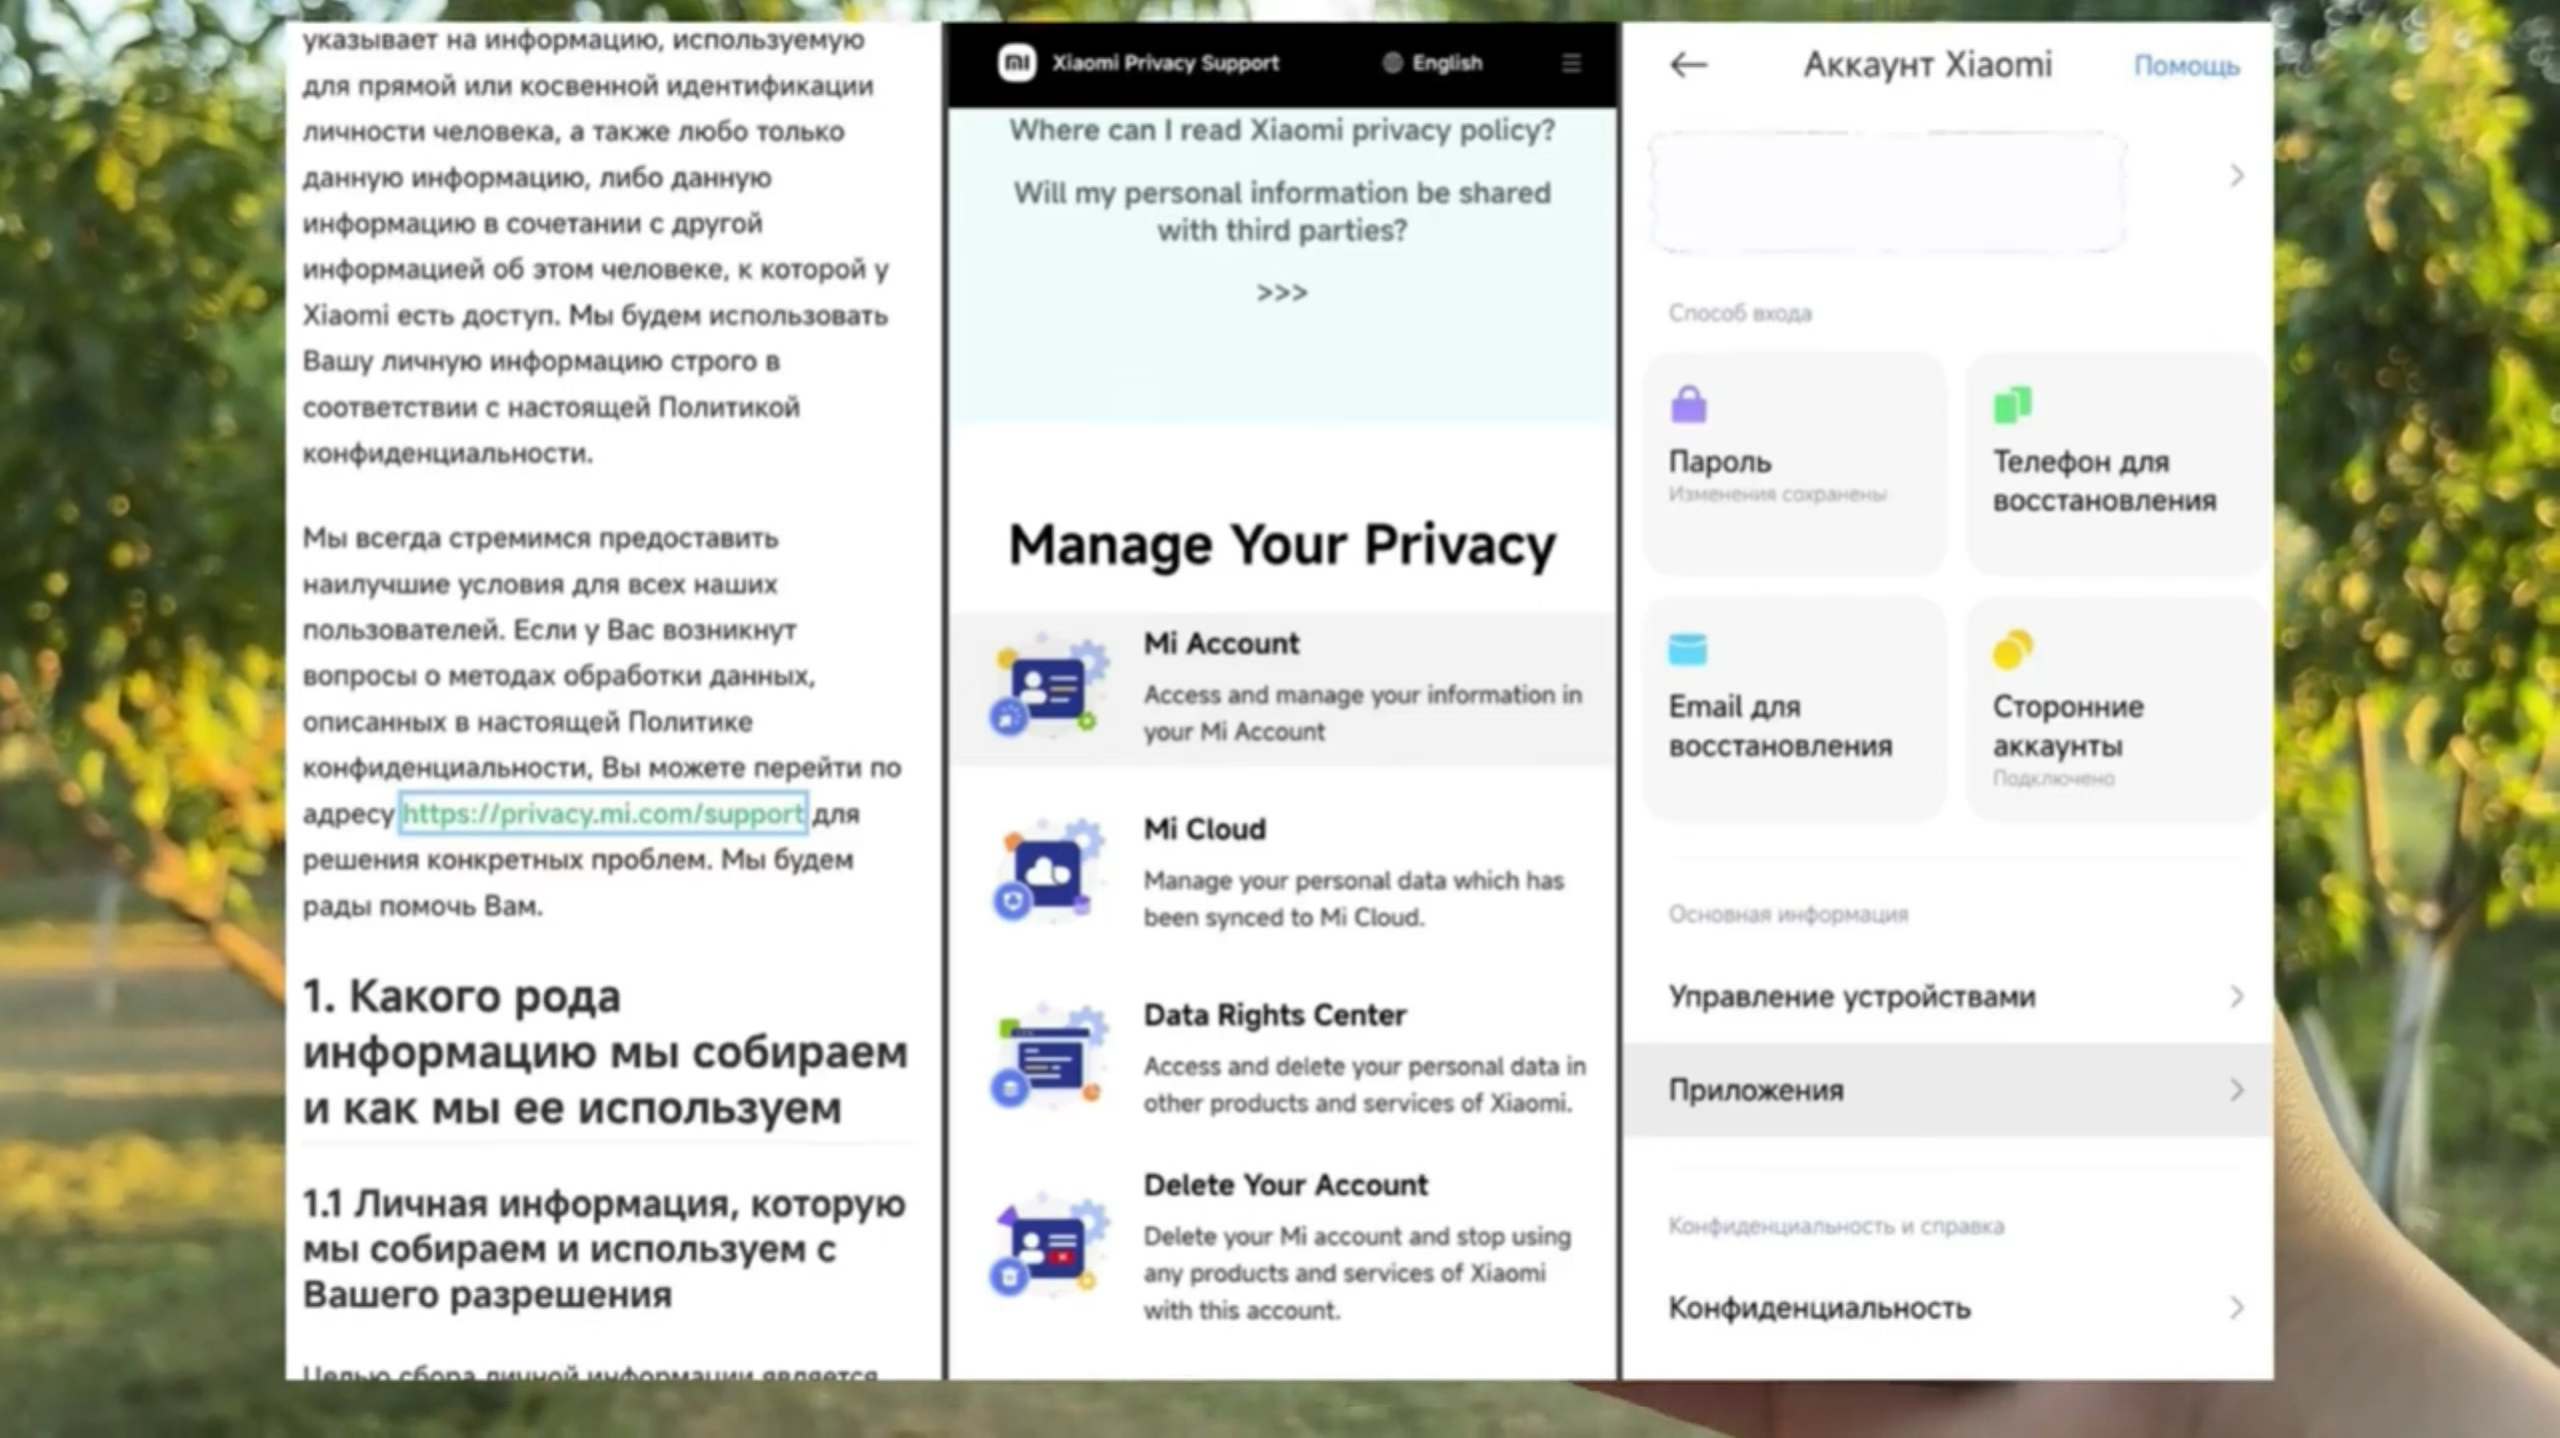 указывает на информацию, используемую
для прямой или косвенной идентификации
личности человека, а также любо только
данную информацию, либо данную
информацию в сочетании с другой
информацией об этом человеке, к которой у
Xiaomi есть доступ. Мы будем использовать
Вашу личную информацию строго в
соответствии с настоящей Политикой
конфиденциальности.
Мы всегда стремимся предоставить
наилучшие условия для всех наших
пользователей. Если у Вас возникнут
вопросы о методах обработки данных,
описанных в настоящей Политике
конфиденциальности, Вы можете перейти по
адресу https://privacy.mi.com/support для
решения конкретных проблем. Мы будем
рады помочь Вам.
1. Какого рода
информацию мы собираем
и как мы ее используем
1.1 Личная информация, которую
мы собираем и используем с
Вашего разрешения
Целью сбора личной информации является
Xiaomi Privacy Support
English
Where can I read Xiaomi privacy policy?
Will my personal information be shared
with third parties?
>>>
Manage Your Privacy
Mi Account
Access and manage your information in
your Mi Account
Mi Cloud
Manage your personal data which has
been synced to Mi Cloud.
Data Rights Center
Access and delete your personal data in
other products and services of Xiaomi.
Delete Your Account
Delete your Mi account and stop using
any products and services of Xiaomi
with this account.
Аккаунт Xiaomi
Помощь
Способ входа
Пароль
Изменения сохранены
Телефон для
восстановления
Email для
восстановления
Сторонние
аккаунты
Подключено
Основная информация
Управление устройствами
Приложения
Конфиденциальность и справка
Конфиденциальность